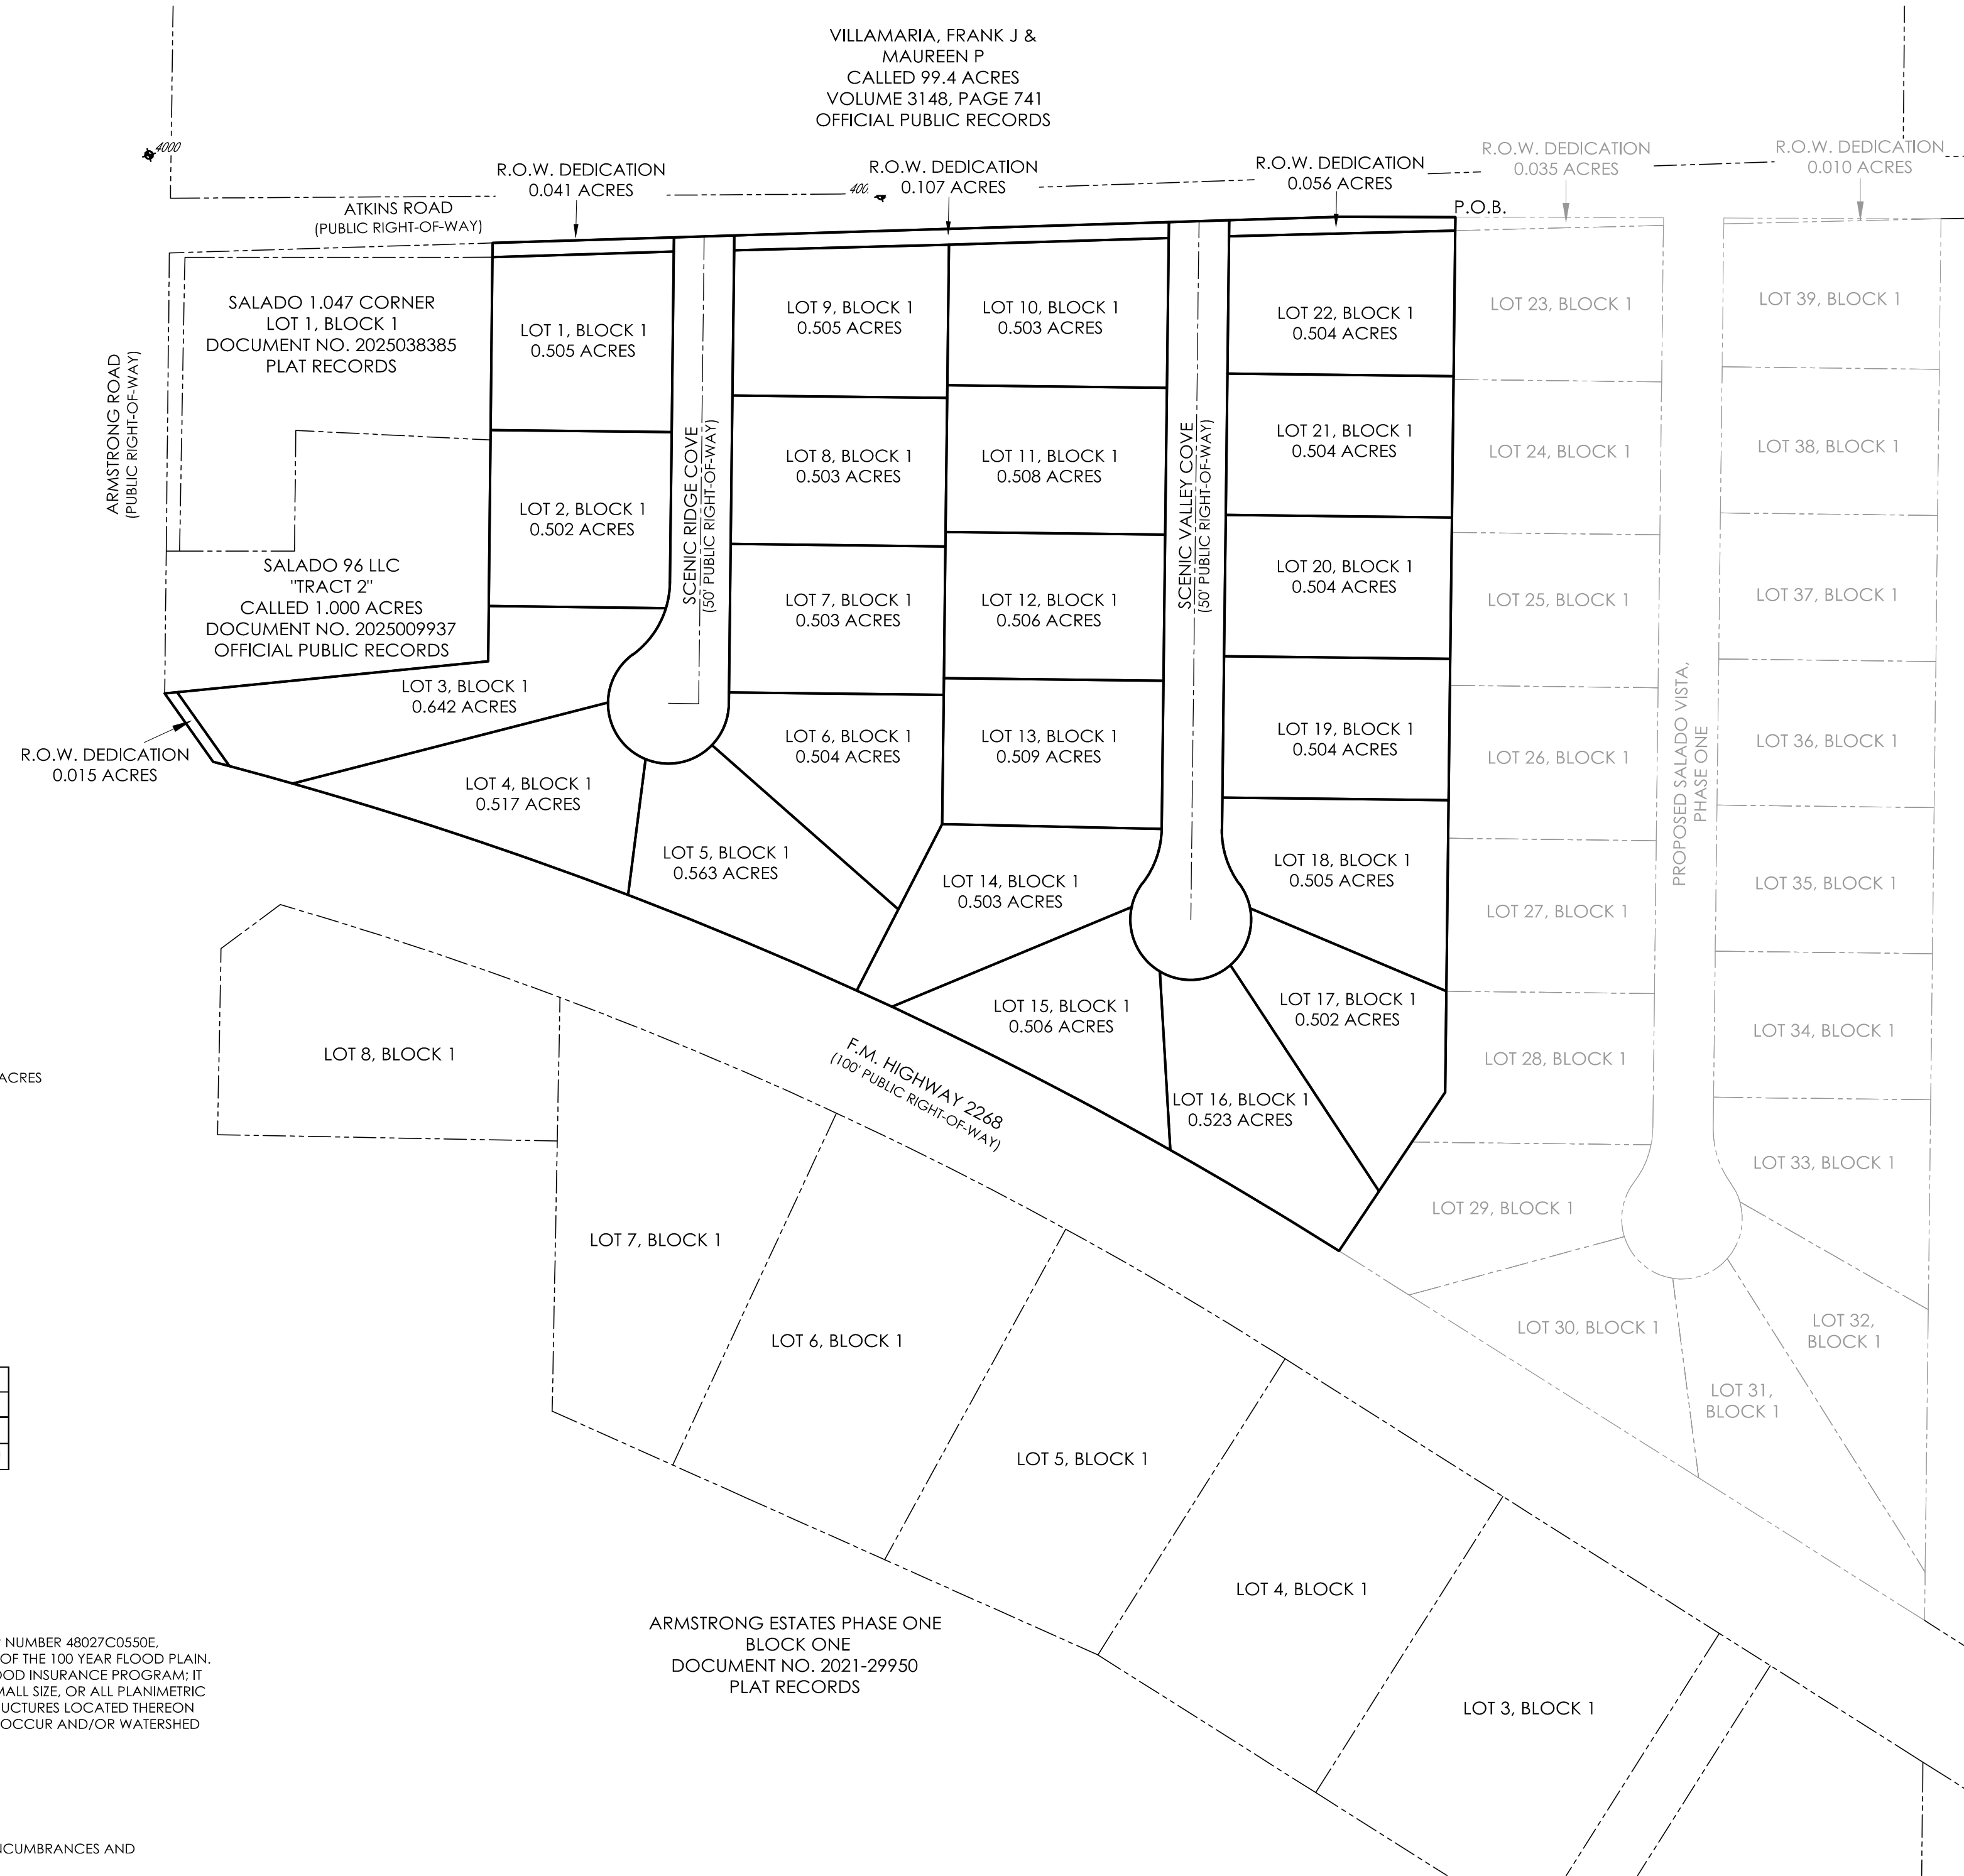 VILLAMARIA, FRANK J &
MAUREEN P
CALLED 99.4 ACRES
VOLUME 3148, PAGE 741
OFFICIAL PUBLIC RECORDS
4000
R.O.W. DEDICATION
0.041 ACRES
R.O.W. DEDICATION
0.107 ACRES
400
R.O.W. DEDICATION
0.056 ACRES
R.O.W. DEDICATION
0.035 ACRES
R.O.W. DEDICATION
0.010 ACRES
ATKINS ROAD
(PUBLIC RIGHT-OF-WAY)
P.O.B.
ARMSTRONG ROAD
(PUBLIC RIGHT-OF-WAY)
SALADO 1.047 CORNER
LOT 1, BLOCK 1
DOCUMENT NO. 2025038385
PLAT RECORDS
LOT 1, BLOCK 1
0.505 ACRES
LOT 9, BLOCK 1
0.505 ACRES
LOT 10, BLOCK 1
0.503 ACRES
LOT 22, BLOCK 1
0.504 ACRES
LOT 23, BLOCK 1
LOT 39, BLOCK 1
SCENIC RIDGE COVE
(50' PUBLIC RIGHT-OF-WAY)
SCENIC VALLEY COVE
(50' PUBLIC RIGHT-OF-WAY)
LOT 2, BLOCK 1
0.502 ACRES
LOT 8, BLOCK 1
0.503 ACRES
LOT 11, BLOCK 1
0.508 ACRES
LOT 21, BLOCK 1
0.504 ACRES
LOT 24, BLOCK 1
LOT 38, BLOCK 1
SALADO 96 LLC
"TRACT 2"
CALLED 1.000 ACRES
DOCUMENT NO. 2025009937
OFFICIAL PUBLIC RECORDS
LOT 7, BLOCK 1
0.503 ACRES
LOT 12, BLOCK 1
0.506 ACRES
LOT 20, BLOCK 1
0.504 ACRES
LOT 25, BLOCK 1
LOT 37, BLOCK 1
LOT 3, BLOCK 1
0.642 ACRES
LOT 6, BLOCK 1
0.504 ACRES
LOT 13, BLOCK 1
0.509 ACRES
LOT 19, BLOCK 1
0.504 ACRES
LOT 26, BLOCK 1
PROPOSED SALADO VISTA,
PHASE ONE
LOT 36, BLOCK 1
R.O.W. DEDICATION
0.015 ACRES
LOT 4, BLOCK 1
0.517 ACRES
LOT 5, BLOCK 1
0.563 ACRES
LOT 14, BLOCK 1
0.503 ACRES
LOT 18, BLOCK 1
0.505 ACRES
LOT 27, BLOCK 1
LOT 35, BLOCK 1
LOT 15, BLOCK 1
0.506 ACRES
LOT 17, BLOCK 1
0.502 ACRES
LOT 28, BLOCK 1
LOT 34, BLOCK 1
LOT 8, BLOCK 1
F.M. HIGHWAY 2268
(100' PUBLIC RIGHT-OF-WAY)
ACRES
LOT 16, BLOCK 1
0.523 ACRES
LOT 33, BLOCK 1
LOT 29, BLOCK 1
LOT 7, BLOCK 1
LOT 6, BLOCK 1
LOT 30, BLOCK 1
LOT 32,
BLOCK 1
LOT 31,
BLOCK 1
LOT 5, BLOCK 1
LOT 4, BLOCK 1
ARMSTRONG ESTATES PHASE ONE
BLOCK ONE
DOCUMENT NO. 2021-29950
PLAT RECORDS
LOT 3, BLOCK 1
NUMBER 48027C0550E,
OF THE 100 YEAR FLOOD PLAIN.
OOD INSURANCE PROGRAM; IT
MALL SIZE, OR ALL PLANIMETRIC
UCTURES LOCATED THEREON
OCCUR AND/OR WATERSHED
NCUMBRANCES AND